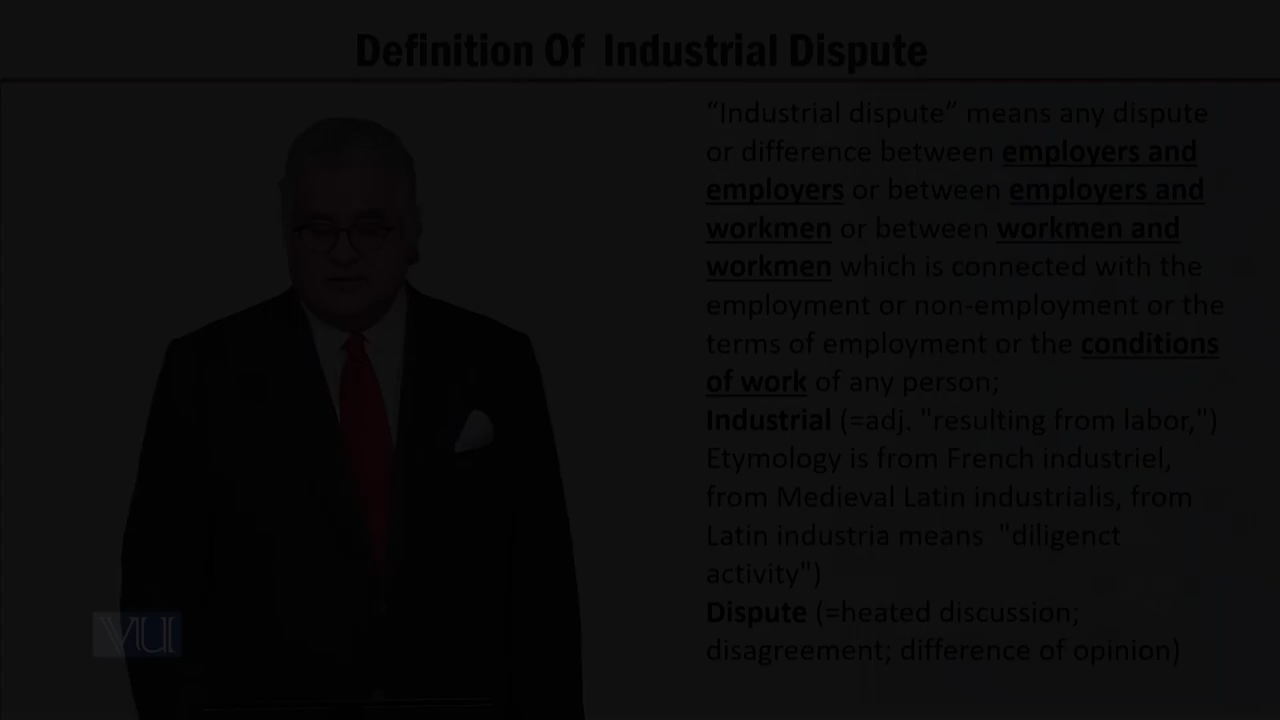 Definition Of Industrial Dispute
“Industrial dispute” means any dispute
or difference between employers and
employers or between employers and
workmen or between workmen and
workmen which is connected with the
employment or non-employment or the
terms of employment or the conditions
of work of any person;
Industrial (=adj. "resulting from labor,")
Etymology is from French industriel,
from Medieval Latin industrialis, from
Latin industria means "diligenct
activity")
Dispute (=heated discussion;
disagreement; difference of opinion)
VU